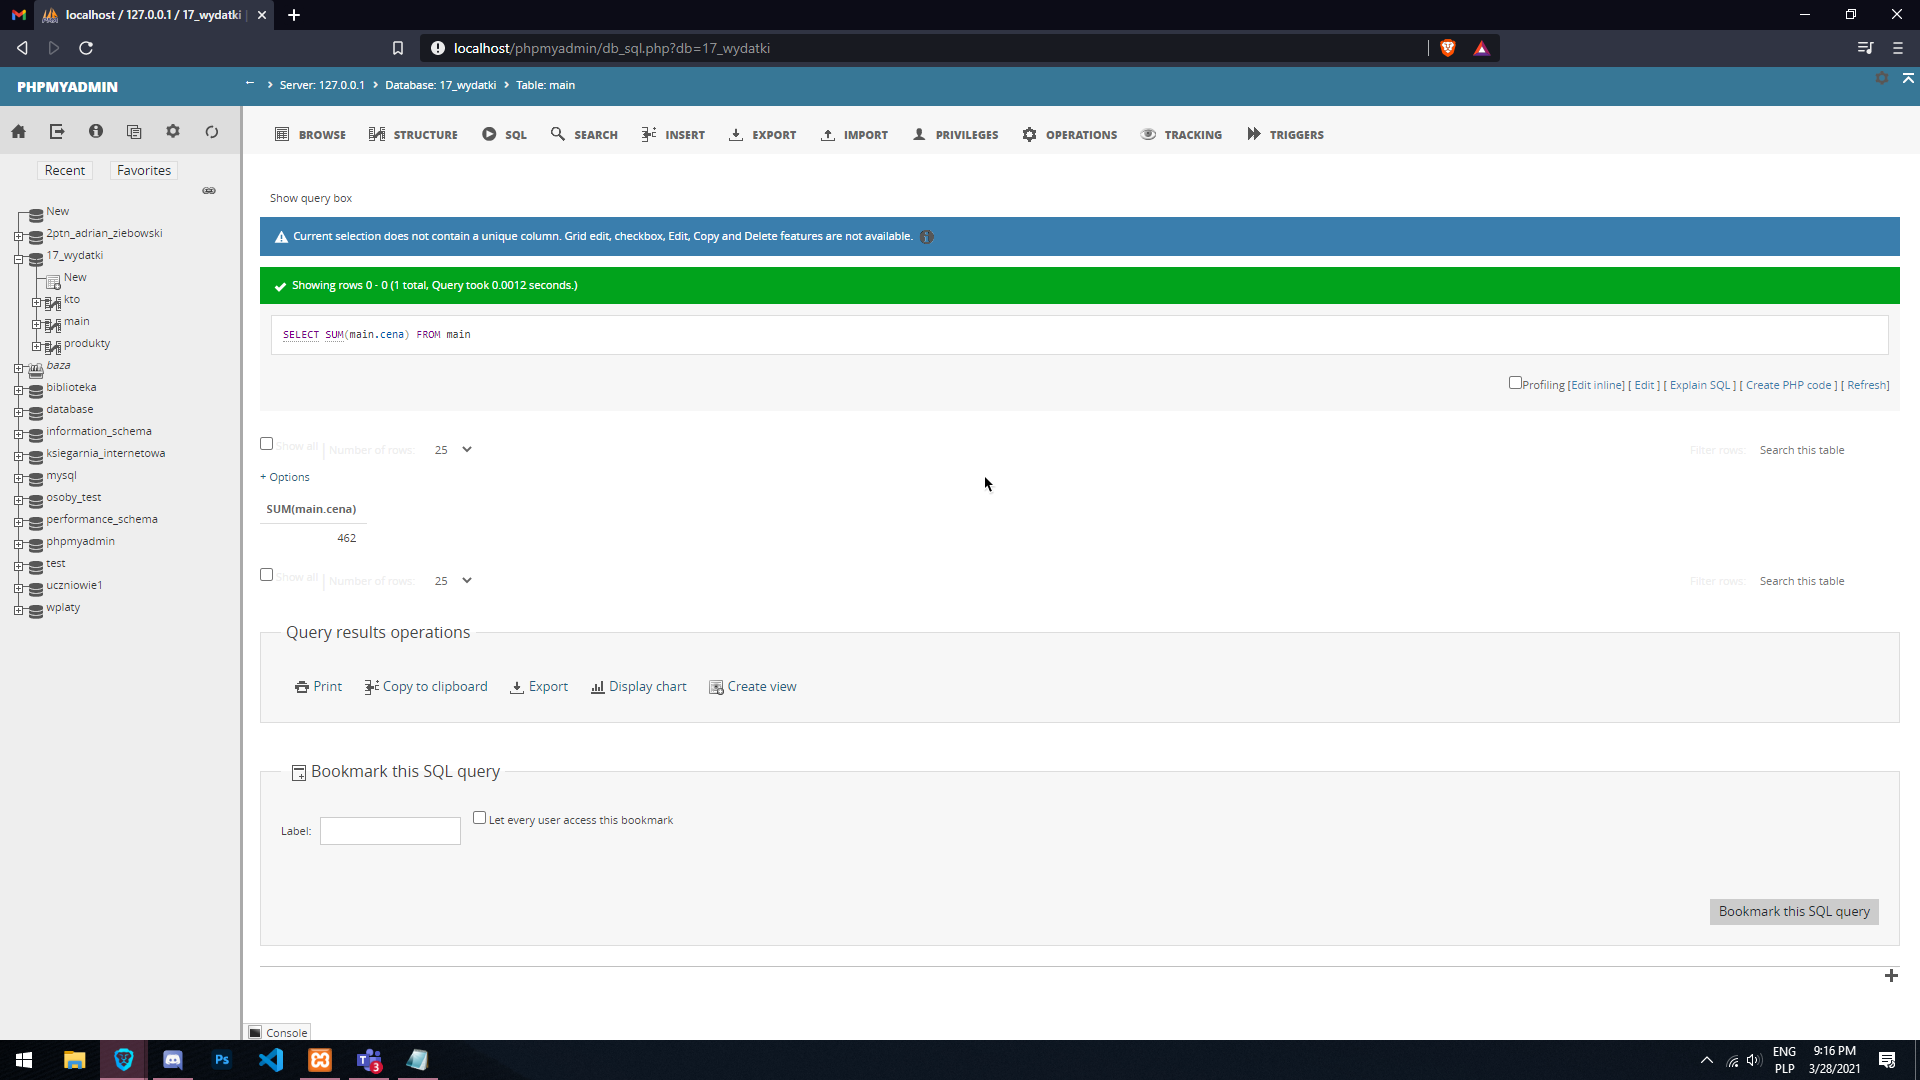 localhost / 127.0.0.1 / 17_wydatki |
localhost/phpmyadmin/db_sql.php?db=17_wydatki
PHPMYADMIN
Server: 127.0.0.1
Database: 17_wydatki
Table: main
BROWSE
STRUCTURE
SQL
SEARCH
INSERT
EXPORT
IMPORT
PRIVILEGES
OPERATIONS
TRACKING
TRIGGERS
Recent
Favorites
New
2ptn_adrian_ziebowski
17_wydatki
New
kto
main
produkty
baza
biblioteka
database
information_schema
ksiegarnia_internetowa
mysql
osoby_test
performance_schema
phpmyadmin
test
uczniowie1
wplaty
Show query box
Current selection does not contain a unique column. Grid edit, checkbox, Edit, Copy and Delete features are not available.
Showing rows 0 - 0 (1 total, Query took 0.0012 seconds.)
SELECT SUM(main.cena) FROM main
Profiling [Edit inline] [ Edit ] [ Explain SQL ] [ Create PHP code ] [ Refresh]
Show all | Number of rows: 25
Filter rows: Search this table
+ Options
SUM(main.cena)
462
Show all | Number of rows: 25
Filter rows: Search this table
Query results operations
Print
Copy to clipboard
Export
Display chart
Create view
Bookmark this SQL query
Label:
Let every user access this bookmark
Bookmark this SQL query
Console
Ps
3
ENG
PLP
9:16 PM
3/28/2021